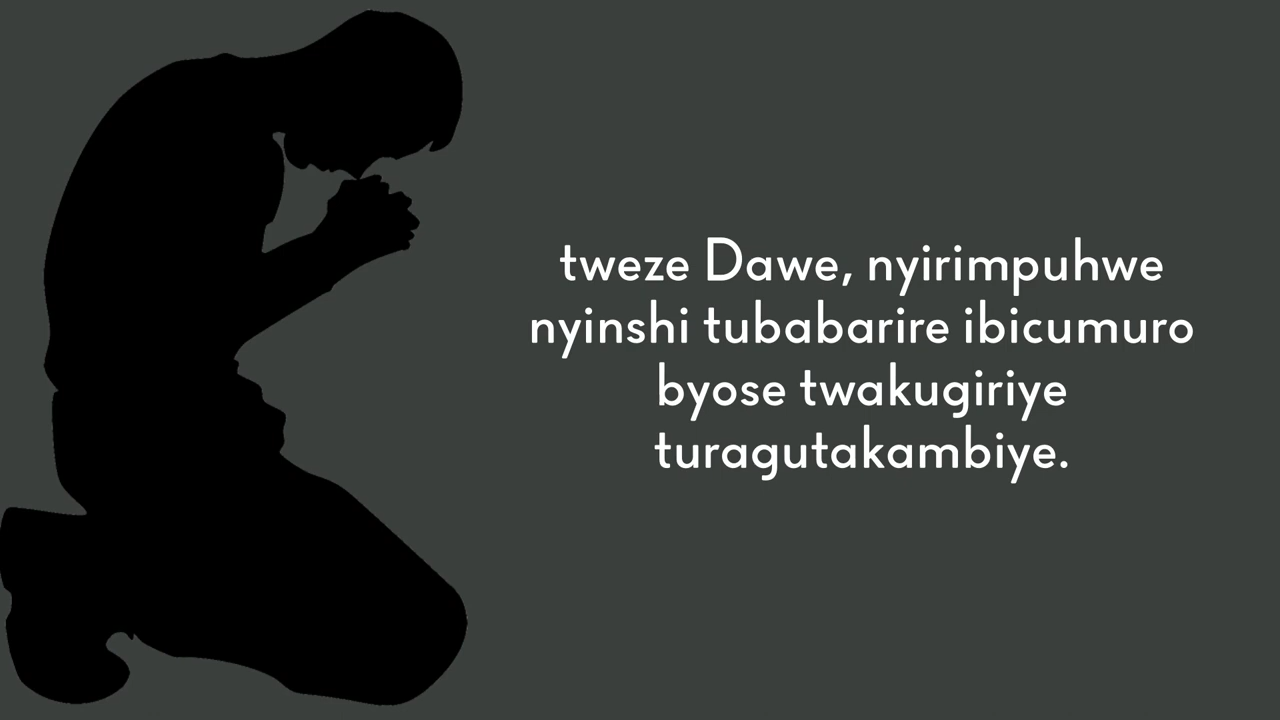 tweze Dawe, nyirimpuhwe
nyinshi tubabarire ibicumuro
byose twakugiriye
turagutakambiye.